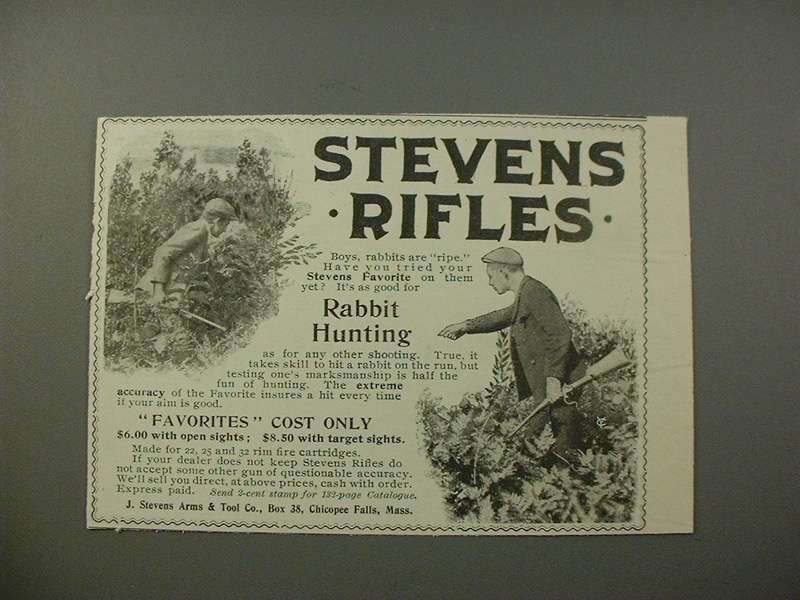 STEVENS
· RIFLES ·
Boys, rabbits are "ripe."
Have you tried your
Stevens Favorite on them
yet? It's as good for
Rabbit
Hunting
as for any other shooting. True, it
takes skill to hit a rabbit on the run, but
testing one's marksmanship is half the
fun of hunting. The extreme
accuracy of the Favorite insures a hit every time
if your aim is good.
"FAVORITES" COST ONLY
$6.00 with open sights; $8.50 with target sights.
Made for 22, 25 and 32 rim fire cartridges.
If your dealer does not keep Stevens Rifles do
not accept some other gun of questionable accuracy.
We'll sell you direct, at above prices, cash with order.
Express paid. Send 2-cent stamp for 132-page Catalogue.
J. Stevens Arms & Tool Co., Box 38, Chicopee Falls, Mass.